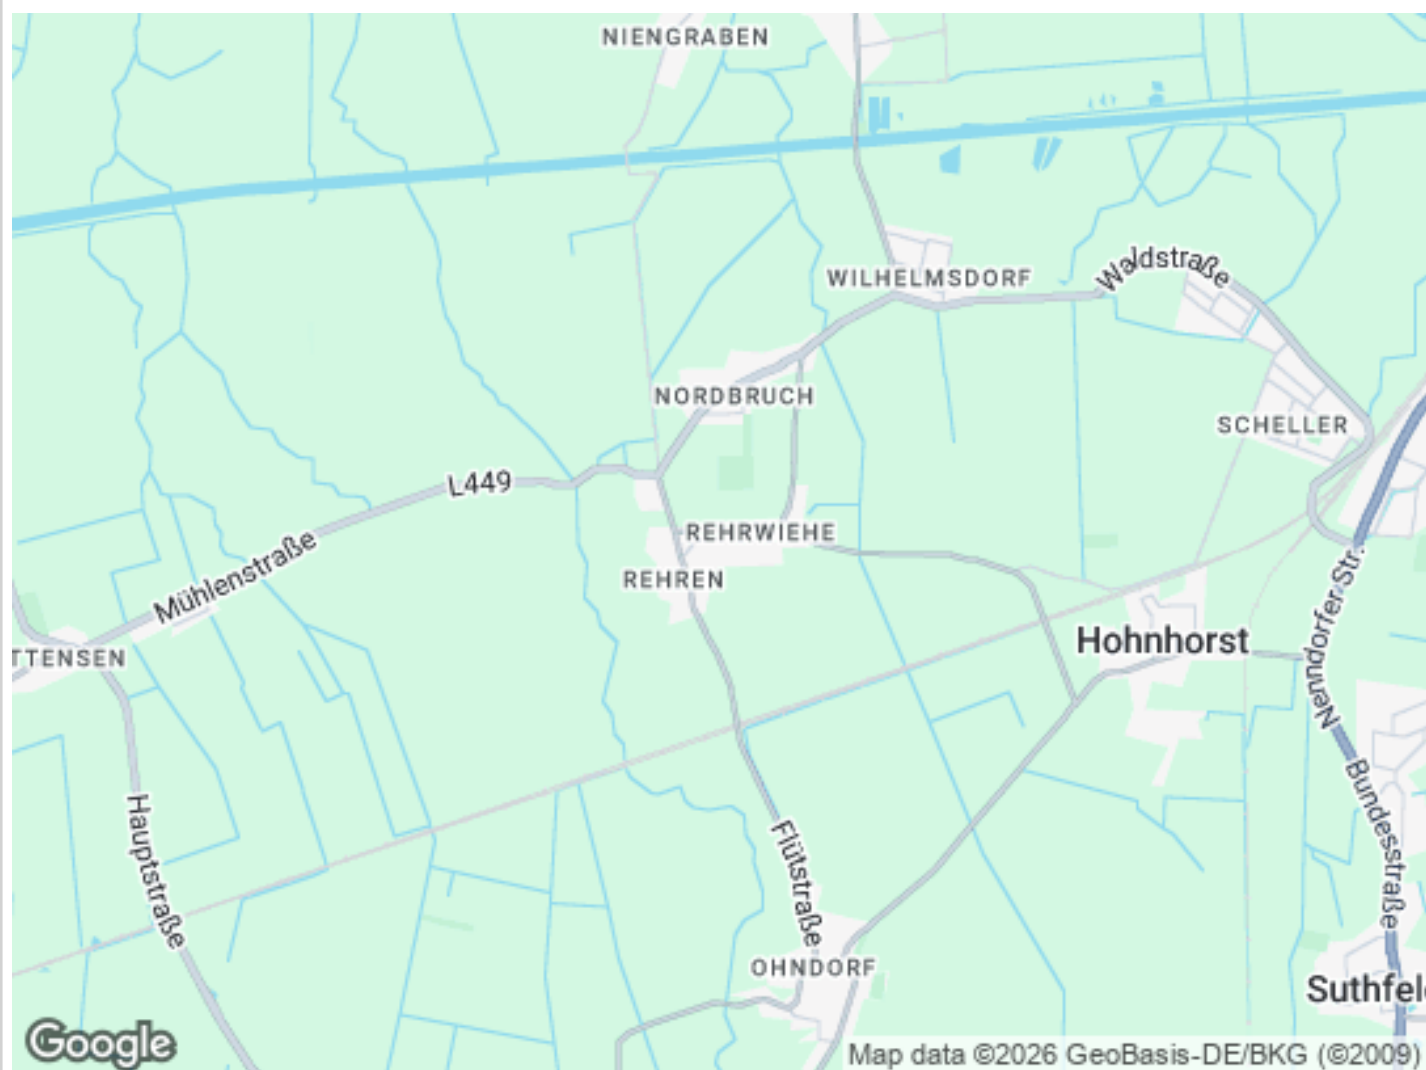 NIENGRABEN
Waldstraße
WILHELMSDORF
NORDBRUCH
SCHELLER
L449
REHRWIEHE
Mühlenstraße
REHREN
Nenndorfer Str.
Hohnhorst
TTENSEN
Hauptstraße
Flütstraße
Bundesstraße
OHNDORF
Suthfel
Google
Map data ©2026 GeoBasis-DE/BKG (©2009)